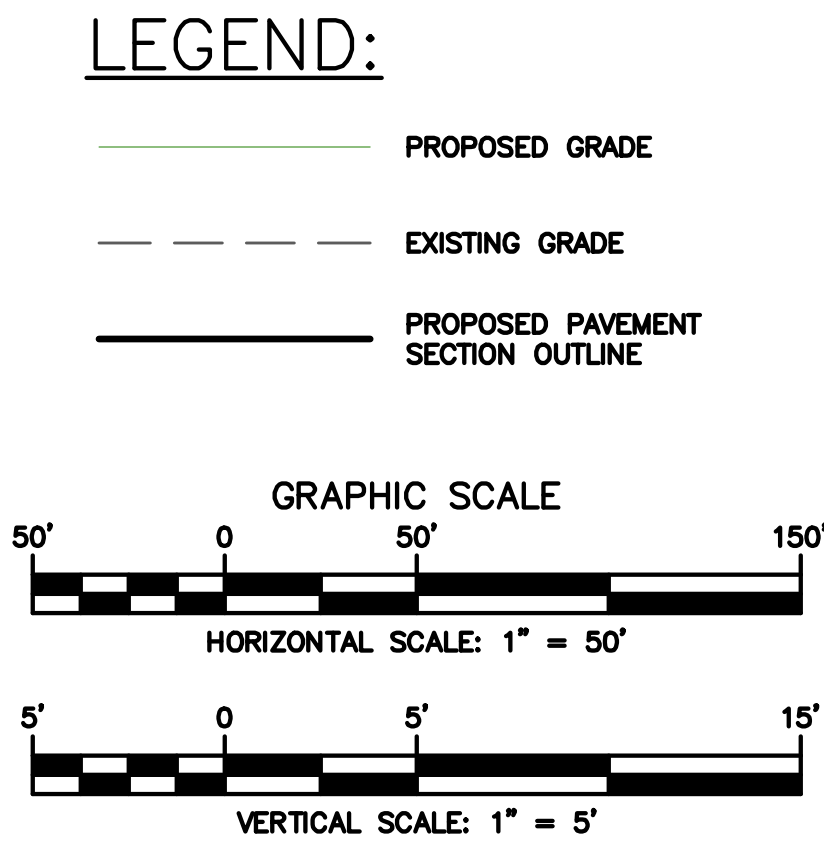 LEGEND:
PROPOSED GRADE
EXISTING GRADE
PROPOSED PAVEMENT
SECTION OUTLINE
GRAPHIC SCALE
50' 0 50' 150'
HORIZONTAL SCALE: 1" = 50'
5' 0 5' 15'
VERTICAL SCALE: 1" = 5'